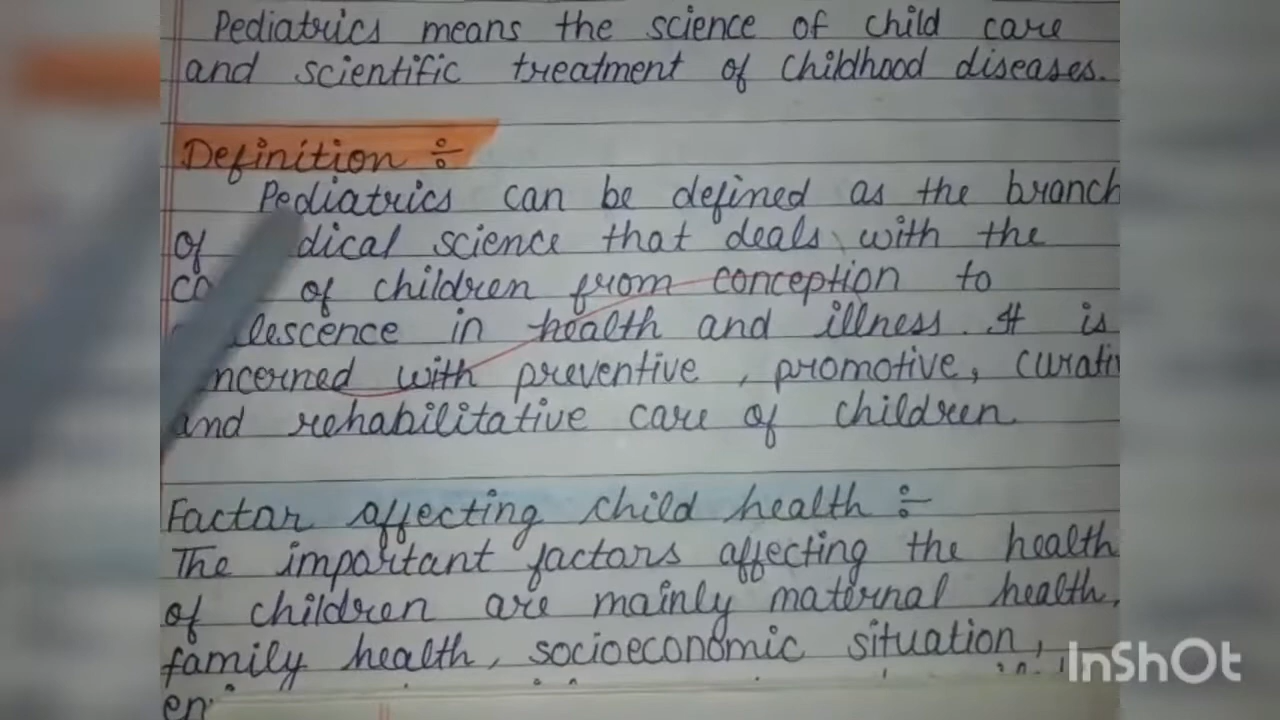 Pediatrics means the science of child care
and scientific treatment of childhood diseases.
Definition ÷
Pediatrics can be defined as the branch
of dical science that deals with the
of children from conception to
lescence in health and illness. It is
ncerned with preventive, promotive, curati
and rehabilitative care of children
Factar affecting child health ÷
The important factors affecting the health
of children are mainly maternal health,
family health, socioeconomic situation,
InShOt